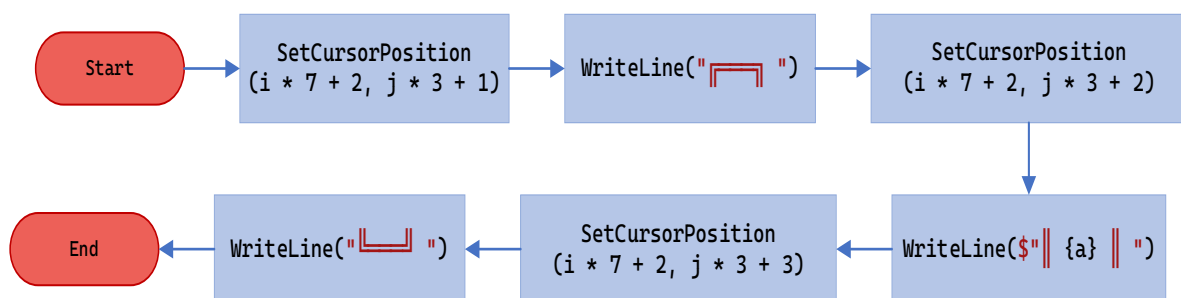 Start
SetCursorPosition
(i * 7 + 2, j * 3 + 1)
WriteLine("╔═══╗ ")
SetCursorPosition
(i * 7 + 2, j * 3 + 2)
WriteLine($"║ {a} ║ ")
SetCursorPosition
(i * 7 + 2, j * 3 + 3)
WriteLine("╚═══╝ ")
End